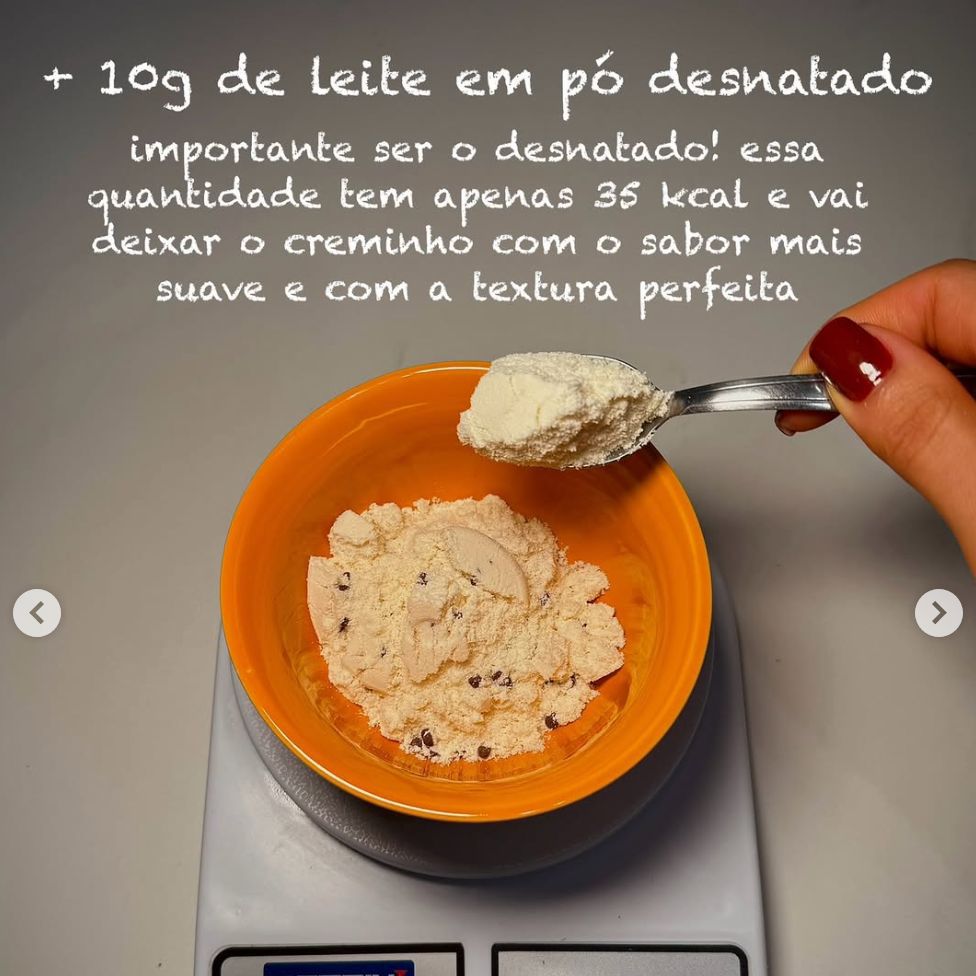 + 10g de leite em pó desnatado
importante ser o desnatado! essa
quantidade tem apenas 35 kcal e vai
deixar o creminho com o sabor mais
suave e com a textura perfeita